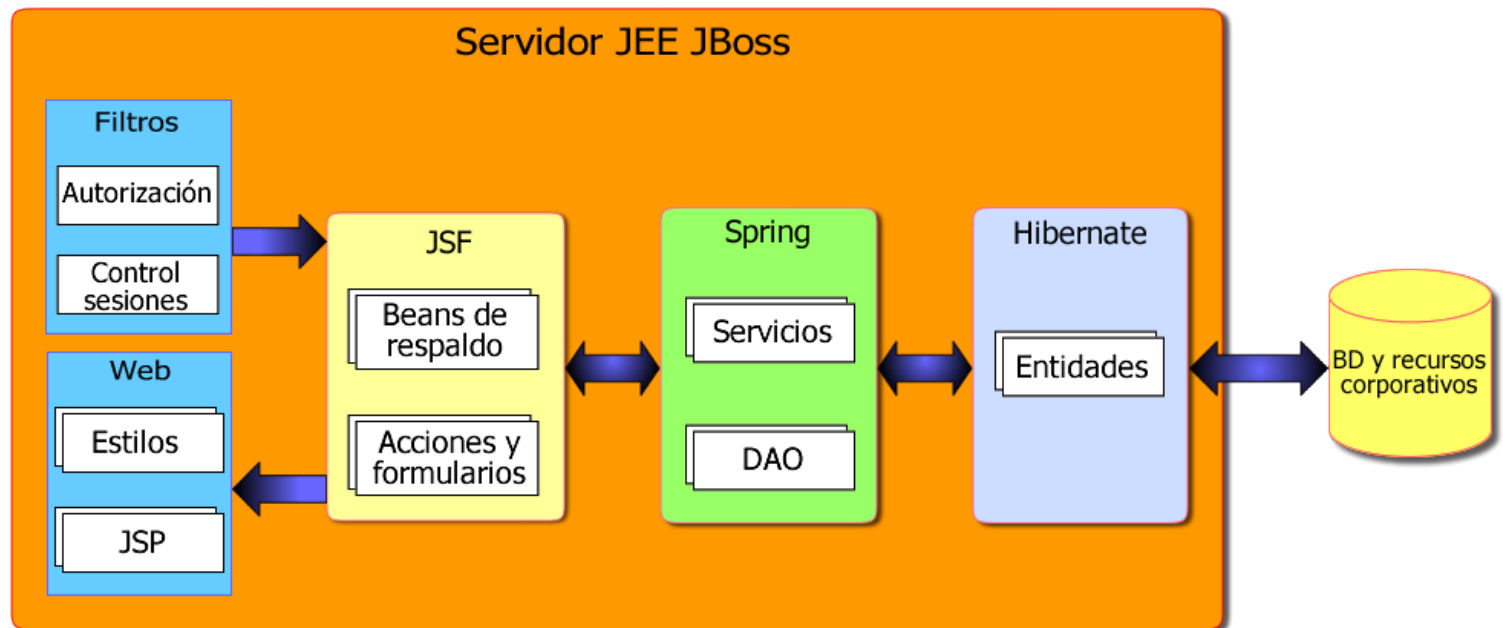 Servidor JEE JBoss
Filtros
Autorización
Control
sesiones
Web
Estilos
JSP
JSF
Beans de
respaldo
Acciones y
formularios
Spring
Servicios
DAO
Hibernate
Entidades
BD y recursos
corporativos